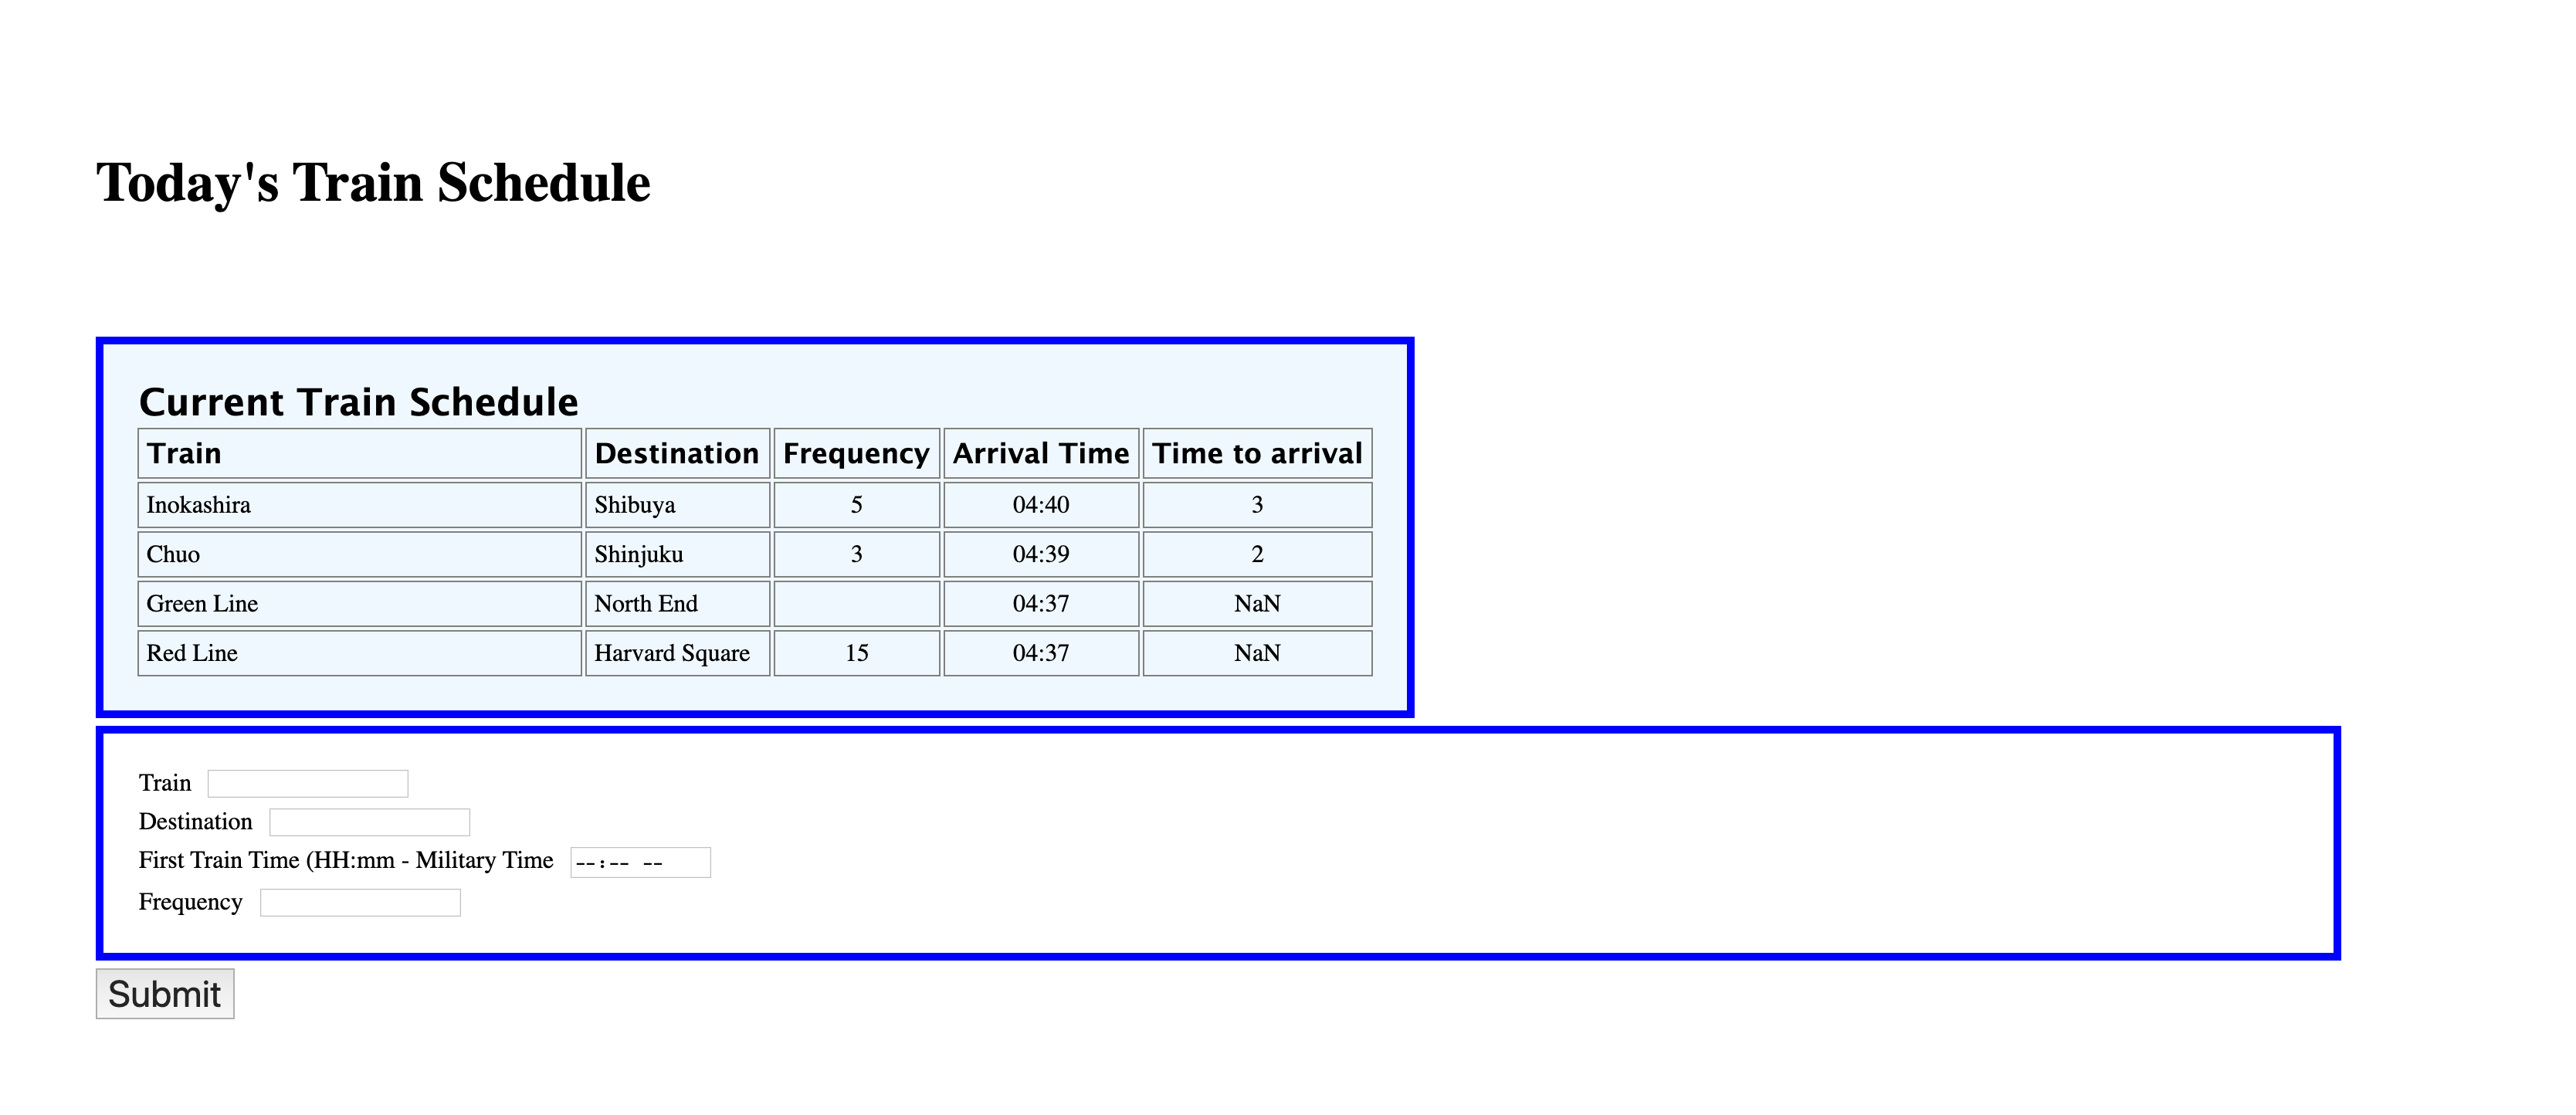 Today's Train Schedule
Current Train Schedule
Train Destination Frequency Arrival Time Time to arrival
Inokashira Shibuya 5 04:40 3
Chuo Shinjuku 3 04:39 2
Green Line North End 04:37 NaN
Red Line Harvard Square 15 04:37 NaN
Train
Destination
First Train Time (HH:mm - Military Time --:-- --
Frequency
Submit